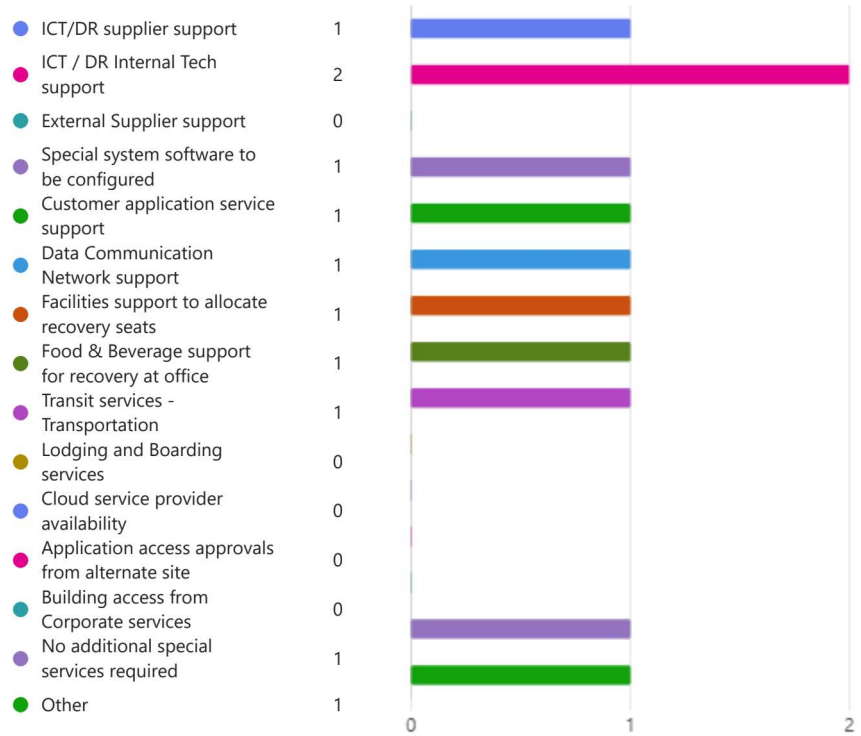 ICT/DR supplier support 1
ICT / DR Internal Tech
support 2
External Supplier support 0
Special system software to
be configured 1
Customer application service
support 1
Data Communication
Network support 1
Facilities support to allocate
recovery seats 1
Food & Beverage support
for recovery at office 1
Transit services -
Transportation 1
Lodging and Boarding
services 0
Cloud service provider
availability 0
Application access approvals
from alternate site 0
Building access from
Corporate services 0
No additional special
services required 1
Other 1
0 1 2